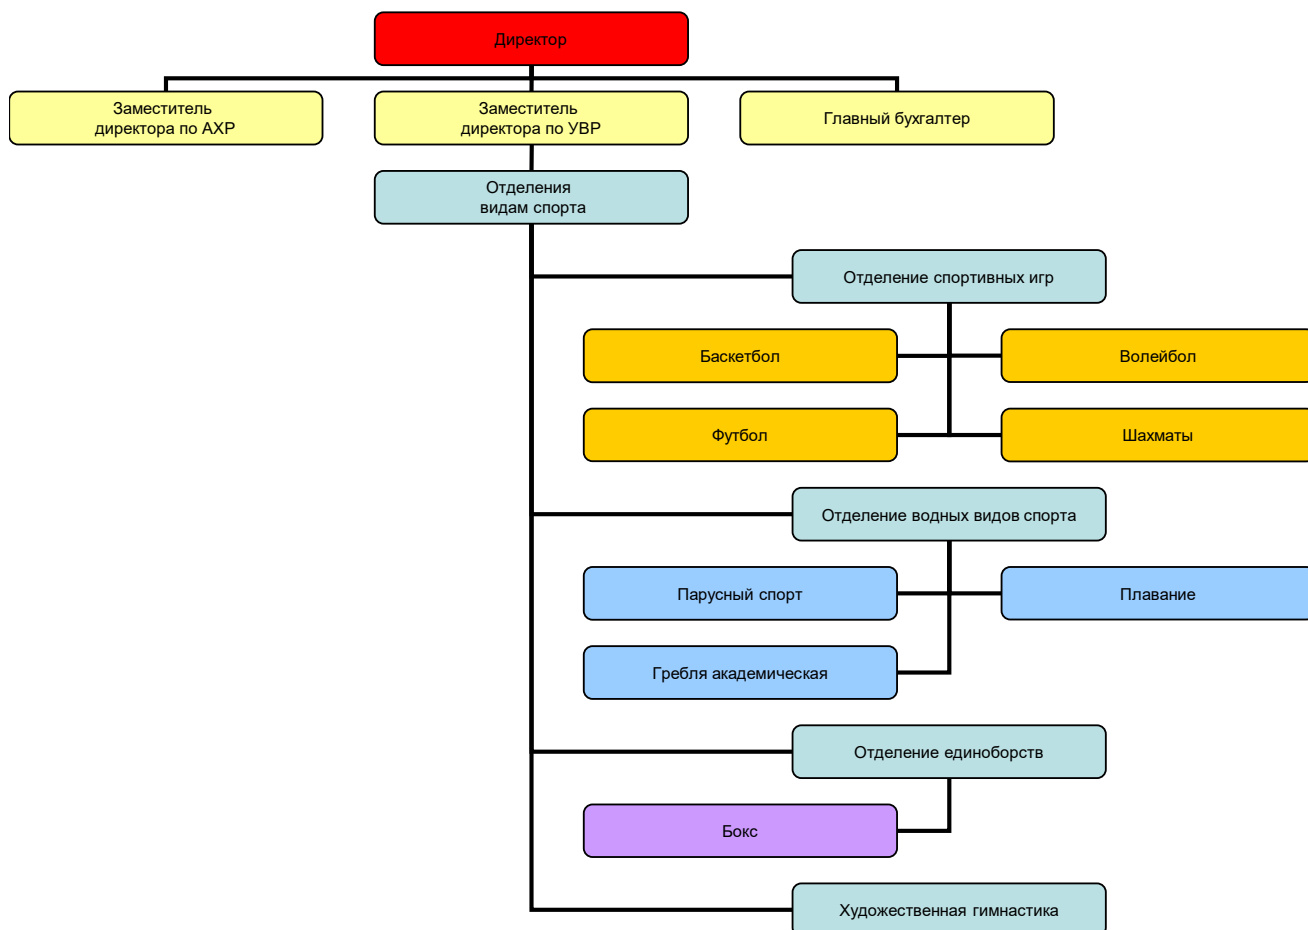 Директор
Заместитель
директора по АХР
Заместитель
директора по УВР
Главный бухгалтер
Отделения
видам спорта
Отделение спортивных игр
Баскетбол
Волейбол
Футбол
Шахматы
Отделение водных видов спорта
Парусный спорт
Плавание
Гребля академическая
Отделение единоборств
Бокс
Художественная гимнастика